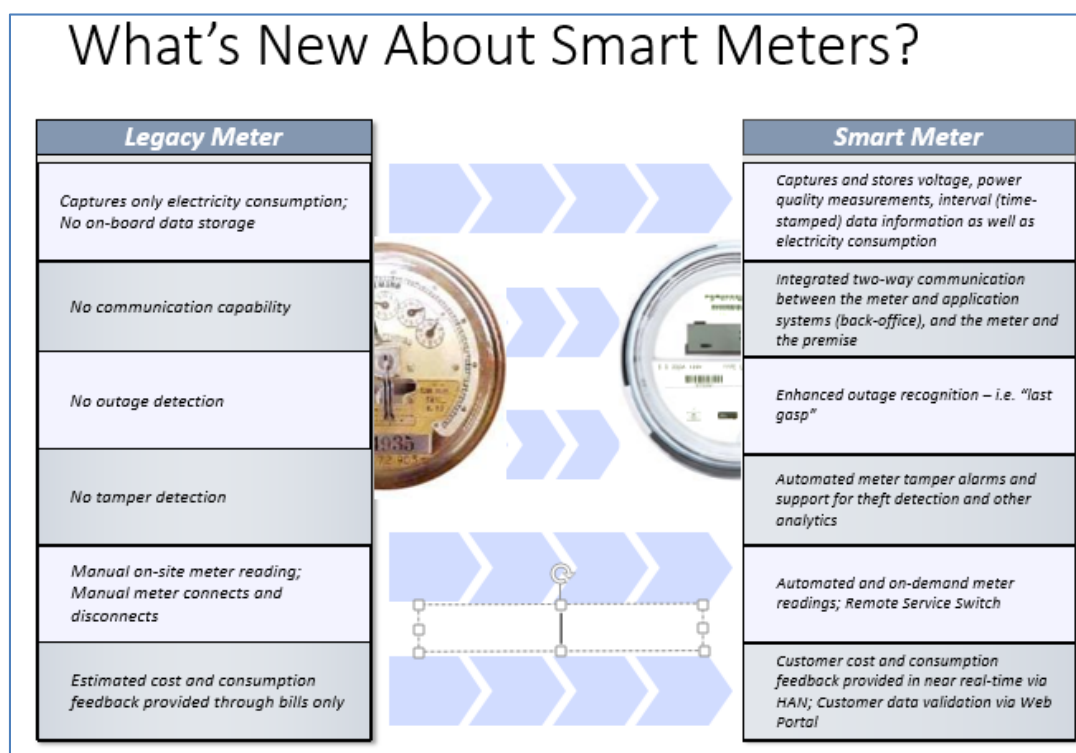 What's New About Smart Meters?
Legacy Meter
Smart Meter
Captures only electricity consumption;
No on-board data storage
Captures and stores voltage, power
quality measurements, interval (time-
stamped) data information as well as
electricity consumption
No communication capability
Integrated two-way communication
between the meter and application
systems (back-office), and the meter and
the premise
No outage detection
Enhanced outage recognition – i.e. “last
gasp”
No tamper detection
Automated meter tamper alarms and
support for theft detection and other
analytics
Manual on-site meter reading;
Manual meter connects and
disconnects
Automated and on-demand meter
readings; Remote Service Switch
Estimated cost and consumption
feedback provided through bills only
Customer cost and consumption
feedback provided in near real-time via
HAN; Customer data validation via Web
Portal
4935